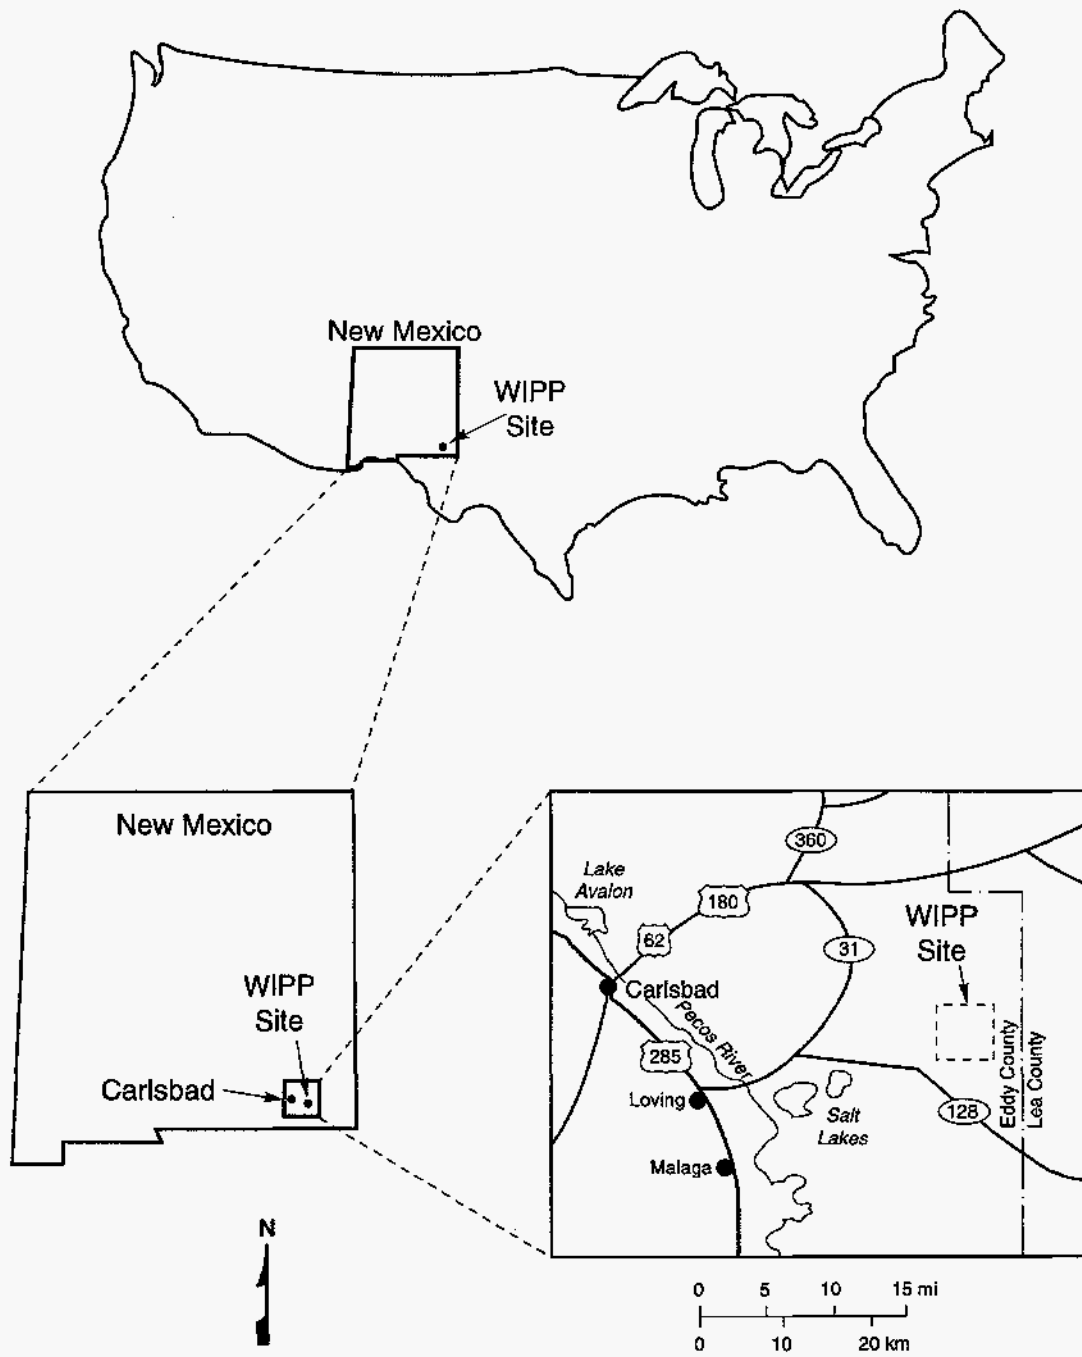 New Mexico
WIPP
Site
New Mexico
WIPP
Site
Carlsbad
N
360
Lake
Avalon
180
62
31
WIPP
Site
Carlsbad
Pecos River
285
Eddy County
Lea County
Loving
Salt
Lakes
128
Malaga
0 5 10 15 mi
0 10 20 km